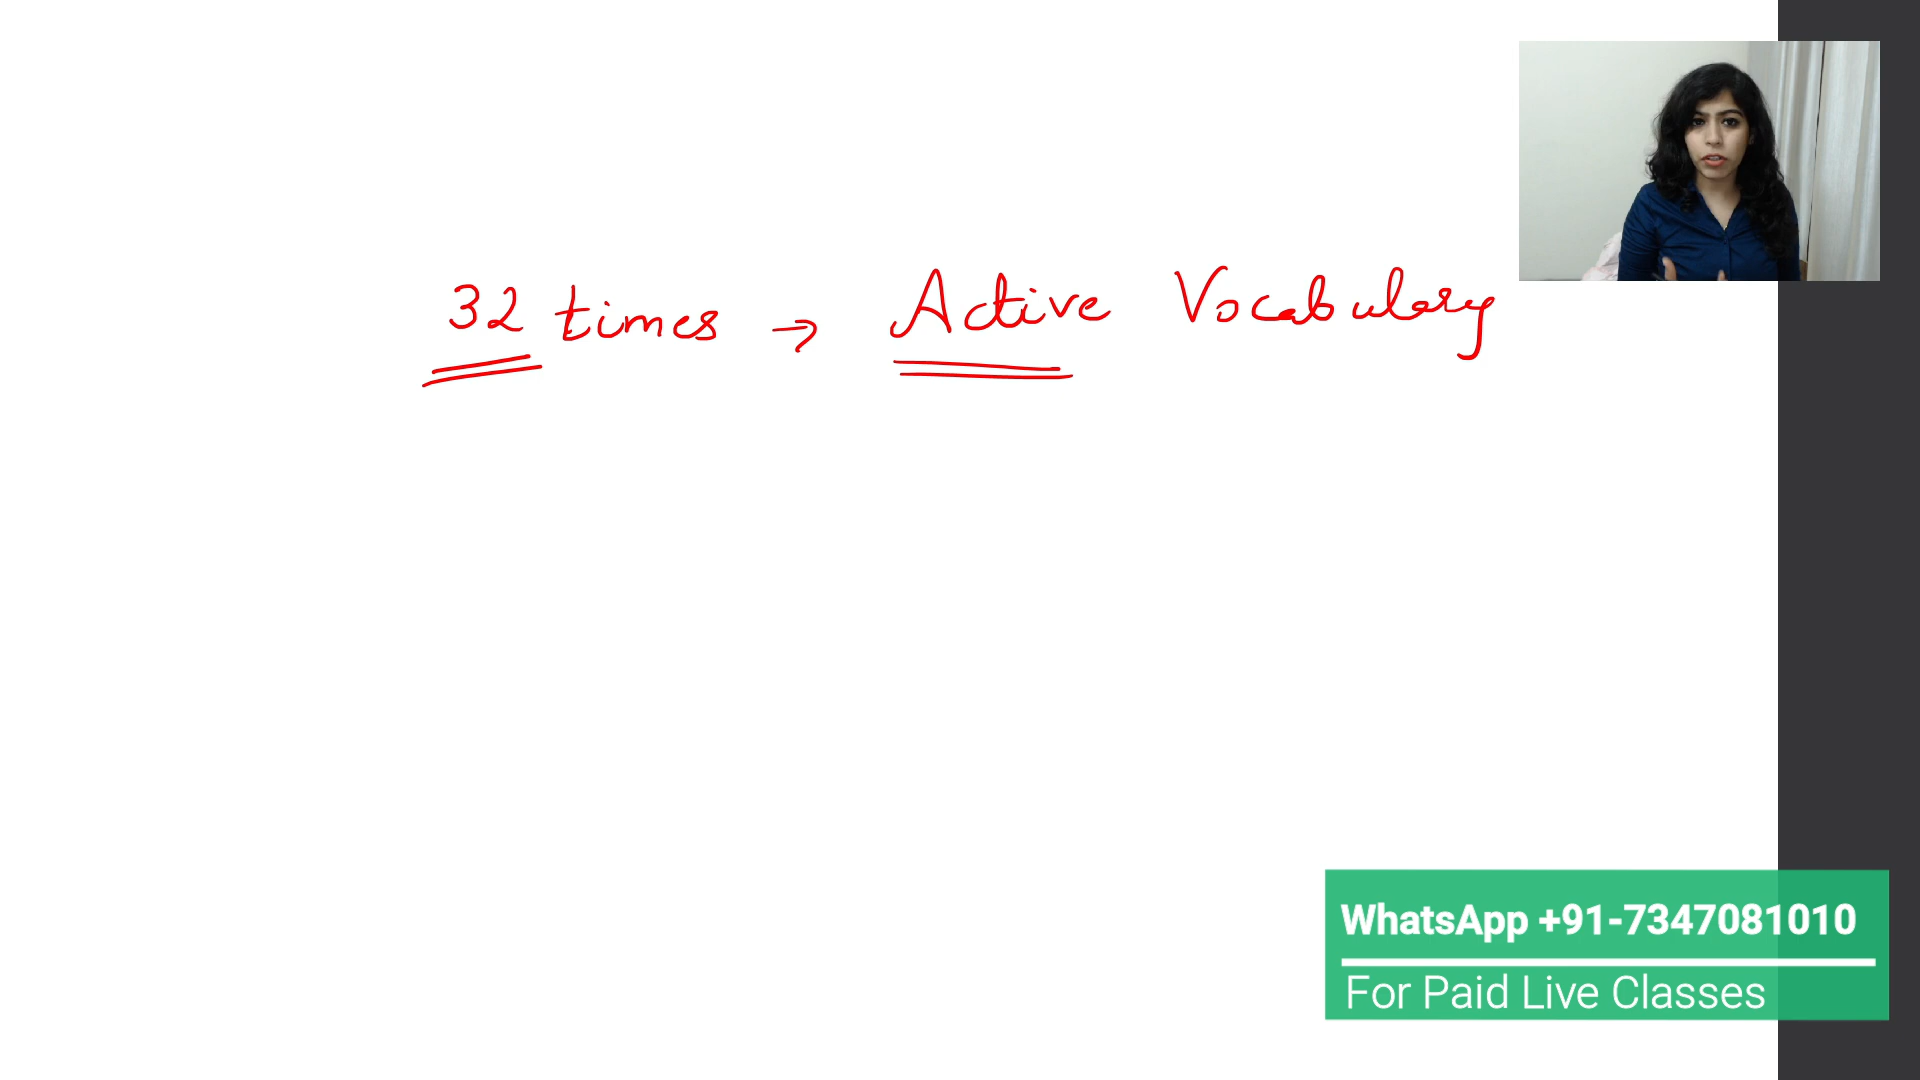 32 times → Active Vocabulary
WhatsApp +91-7347081010
For Paid Live Classes